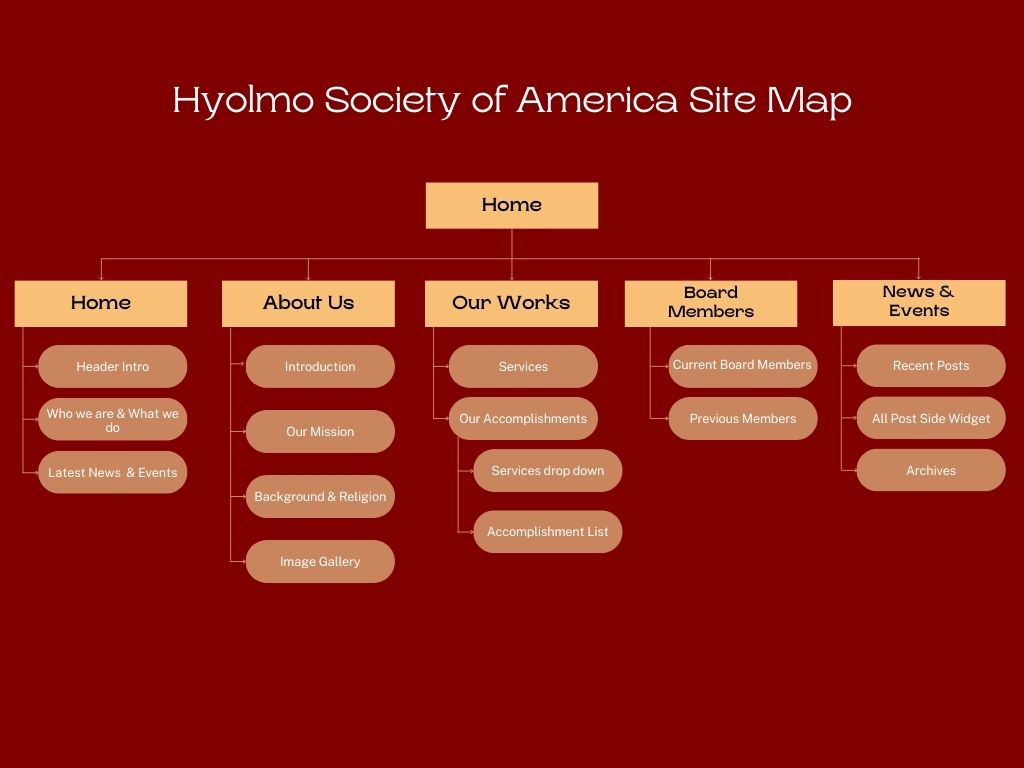 Hyolmo Society of America Site Map
Home
Home
Header Intro
Who we are & What we
do
Latest News & Events
About Us
Introduction
Our Mission
Background & Religion
Image Gallery
Our Works
Services
Our Accomplishments
Services drop down
Accomplishment List
Board
Members
Current Board Members
Previous Members
News &
Events
Recent Posts
All Post Side Widget
Archives